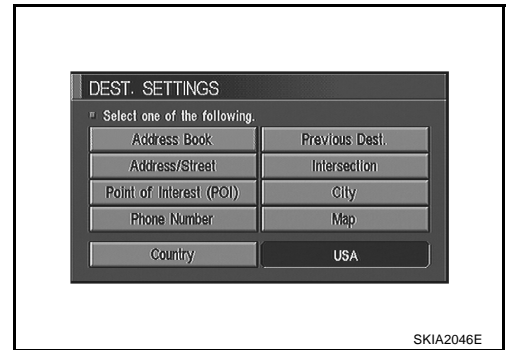 DEST. SETTINGS
Select one of the following.
Address Book Previous Dest.
Address/Street Intersection
Point of Interest (POI) City
Phone Number Map
Country USA
SKIA2046E